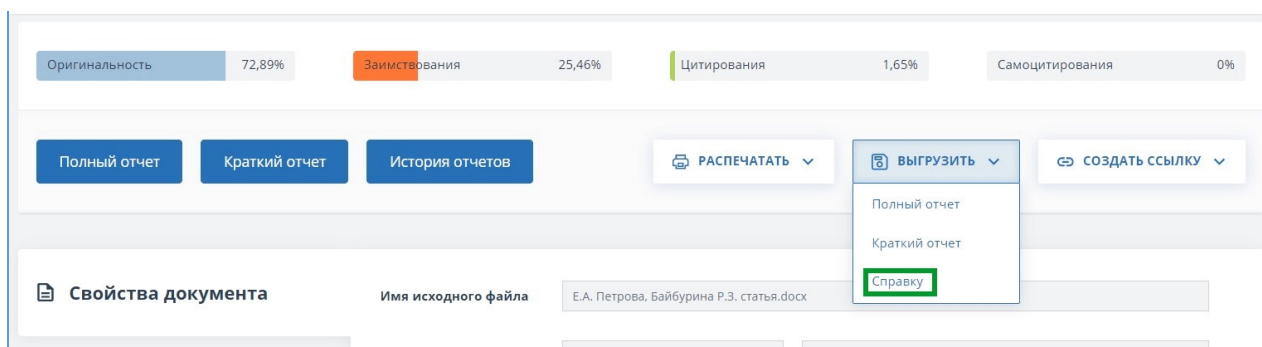 Оригинальность 72,89% Заимствования 25,46% Цитирования 1,65% Самоцитирования 0%
Полный отчет Краткий отчет История отчетов РАСПЕЧАТАТЬ ВЫГРУЗИТЬ СОЗДАТЬ ССЫЛКУ
Полный отчет
Краткий отчет
Справку
Свойства документа Имя исходного файла Е.А. Петрова, Байбурина Р.З. статья.docx